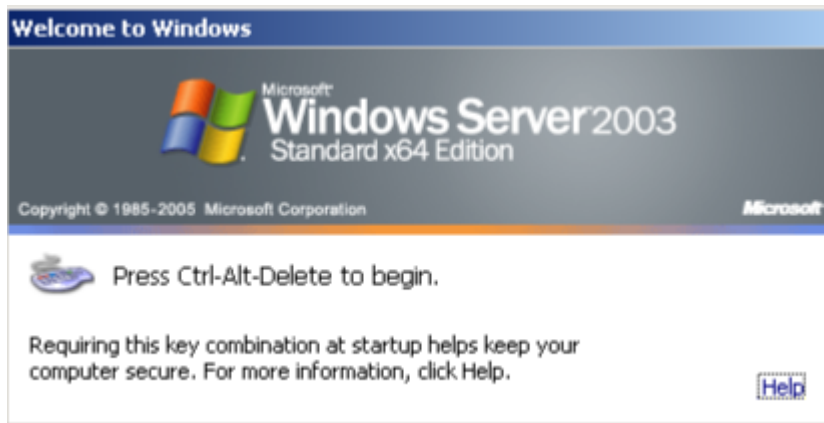 Welcome to Windows
Microsoft
Windows Server 2003
Standard x64 Edition
Copyright © 1985-2005 Microsoft Corporation
Microsoft
Press Ctrl-Alt-Delete to begin.
Requiring this key combination at startup helps keep your
computer secure. For more information, click Help.
Help